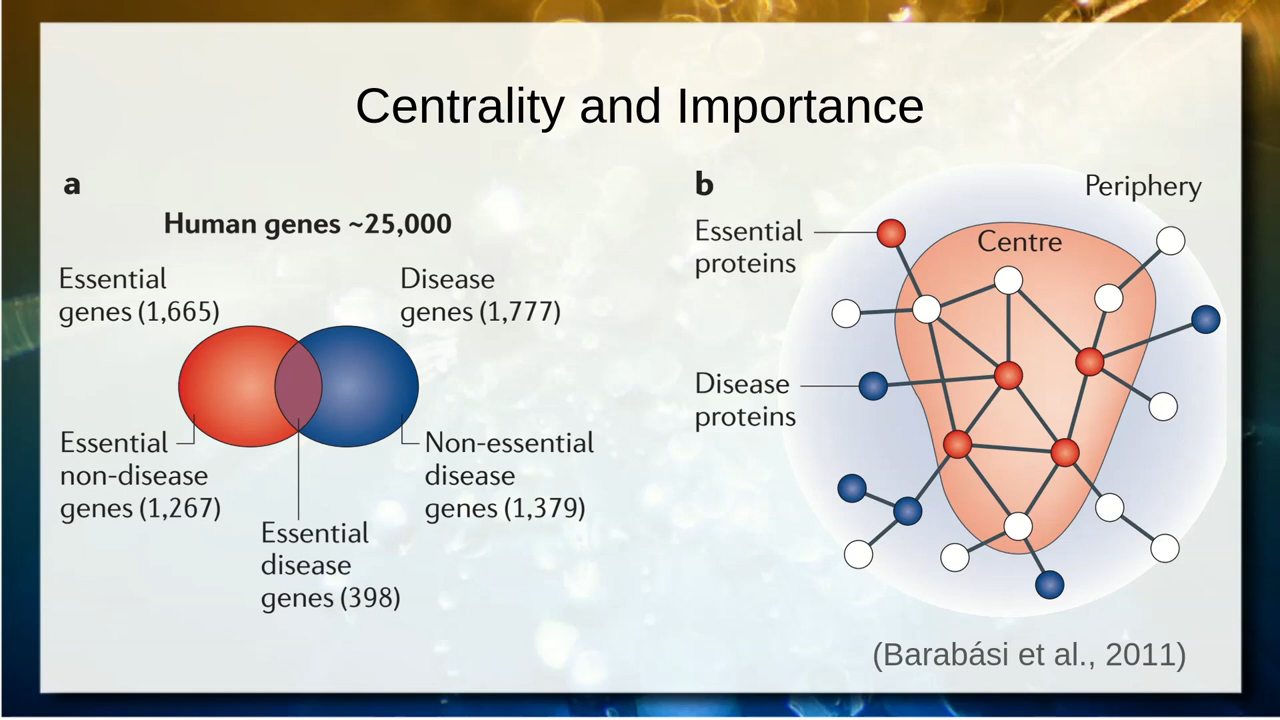 Centrality and Importance
a
Human genes ~25,000
Essential
genes (1,665)
Disease
genes (1,777)
Essential
non-disease
genes (1,267)
Non-essential
disease
genes (1,379)
Essential
disease
genes (398)
b
Periphery
Essential
proteins
Centre
Disease
proteins
(Barabási et al., 2011)